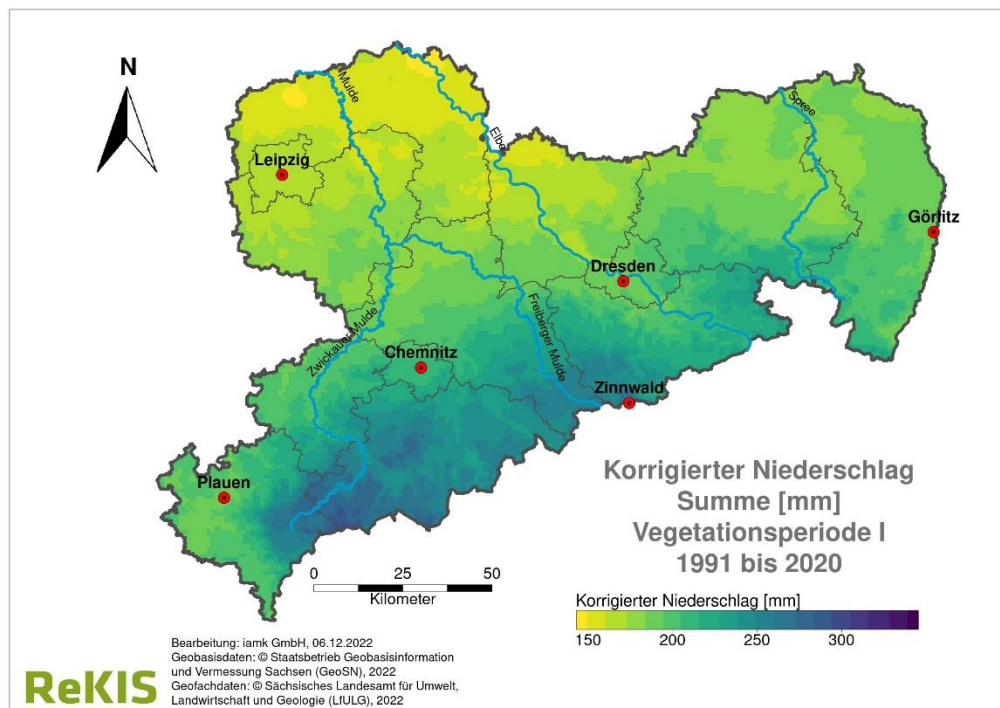 N
Mulde
Elbe
Spree
Leipzig
Görlitz
Dresden
Zwickauer Mulde
Freiberger Mulde
Chemnitz
Zinnwald
Plauen
Korrigierter Niederschlag
Summe [mm]
Vegetationsperiode I
1991 bis 2020
0 25 50
Kilometer
Korrigierter Niederschlag [mm]
150 200 250 300
ReKIS
Bearbeitung: iamk GmbH, 06.12.2022
Geobasisdaten: © Staatsbetrieb Geobasisinformation
und Vermessung Sachsen (GeoSN), 2022
Geofachdaten: © Sächsisches Landesamt für Umwelt,
Landwirtschaft und Geologie (LfULG), 2022